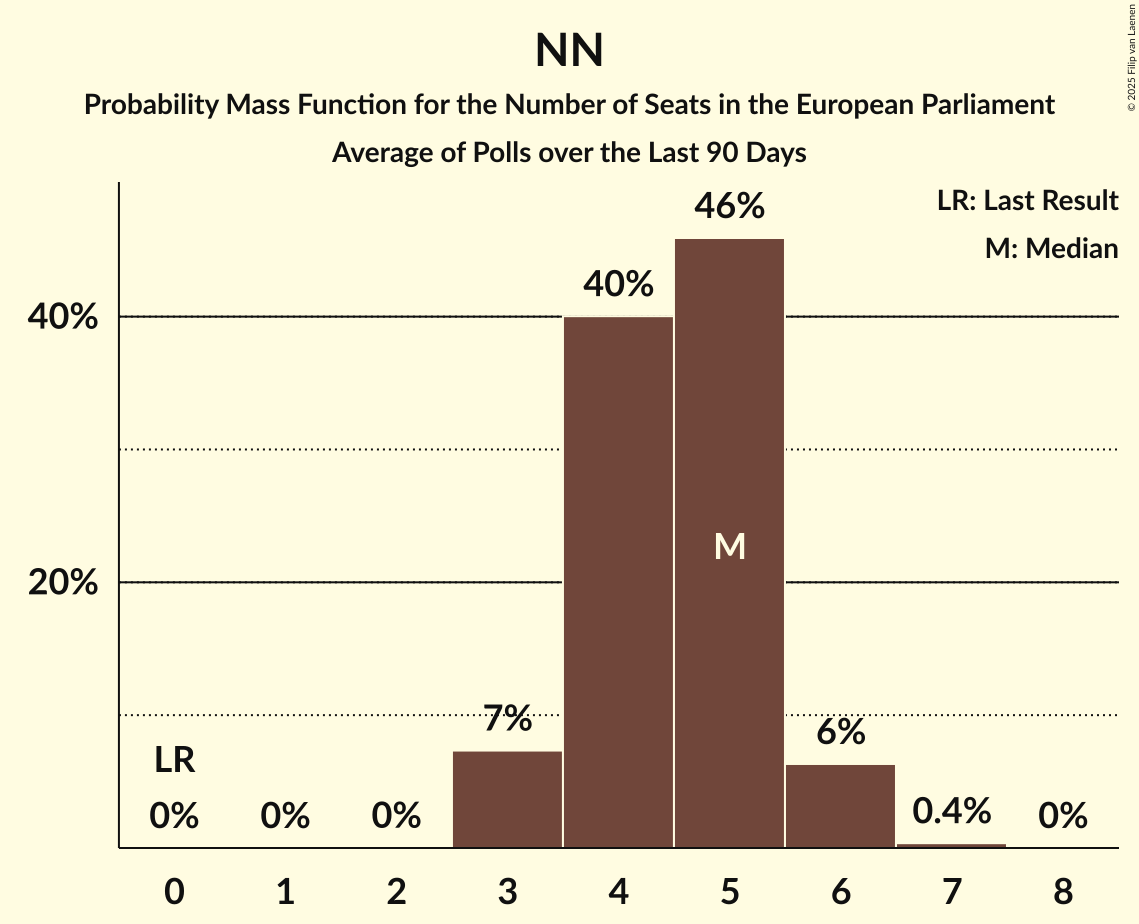 NN
Probability Mass Function for the Number of Seats in the European Parliament
Average of Polls over the Last 90 Days
© 2025 Filip van Laenen
LR: Last Result
M: Median
46%
40%
40%
M
20%
7%
6%
LR
0%
0%
0%
0.4%
0%
0 1 2 3 4 5 6 7 8